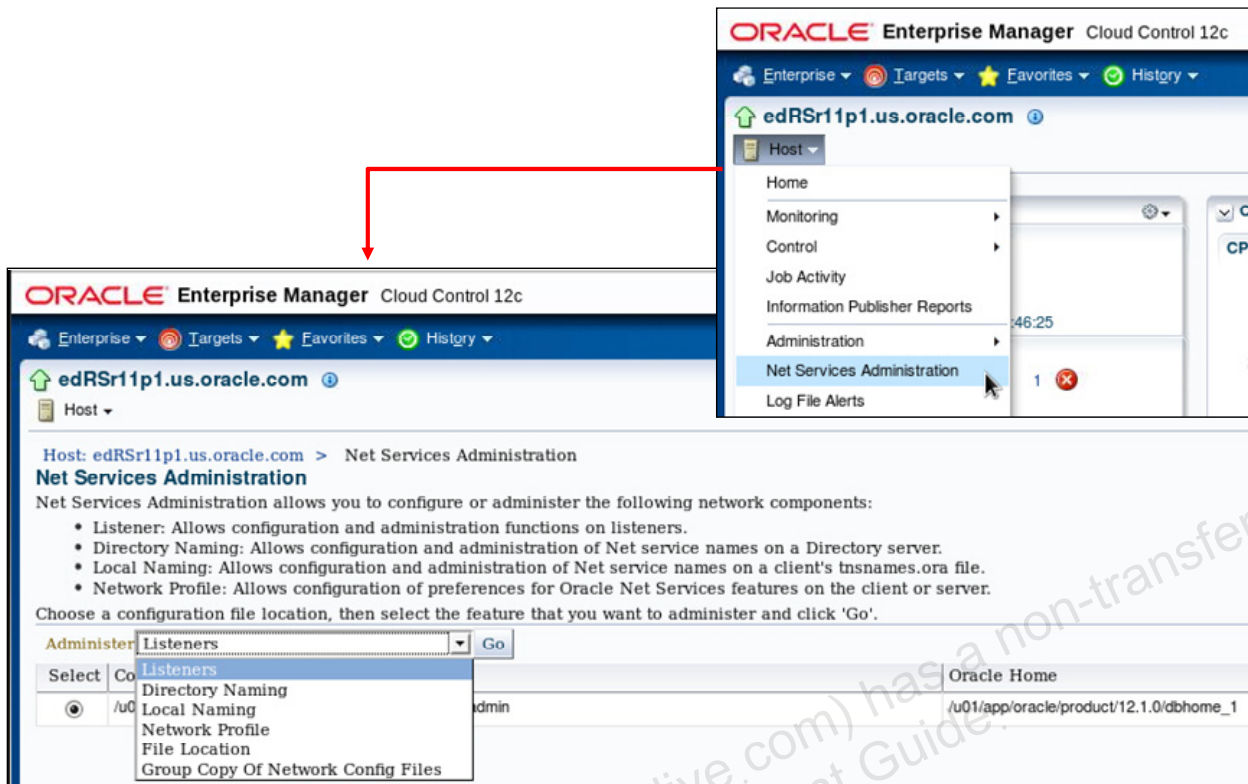 ORACLE Enterprise Manager Cloud Control 12c
Enterprise Targets Favorites History
edRSr11p1.us.oracle.com
Host
Home
Monitoring
Control
Job Activity
Information Publisher Reports
:46:25
Administration
Net Services Administration
1
Log File Alerts
CP
ORACLE Enterprise Manager Cloud Control 12c
Enterprise Targets Favorites History
edRSr11p1.us.oracle.com
Host
Host: edRSr11p1.us.oracle.com > Net Services Administration
Net Services Administration
Net Services Administration allows you to configure or administer the following network components:
• Listener: Allows configuration and administration functions on listeners.
• Directory Naming: Allows configuration and administration of Net service names on a Directory server.
• Local Naming: Allows configuration and administration of Net service names on a client's tnsnames.ora file.
• Network Profile: Allows configuration of preferences for Oracle Net Services features on the client or server.
Choose a configuration file location, then select the feature that you want to administer and click 'Go'.
Administer Listeners Go
Listeners
Directory Naming
Local Naming
Network Profile
File Location
Group Copy Of Network Config Files
Select Co Oracle Home
/u0 dmin /u01/app/oracle/product/12.1.0/dbhome_1
has a non-transfe
.com)
Guide